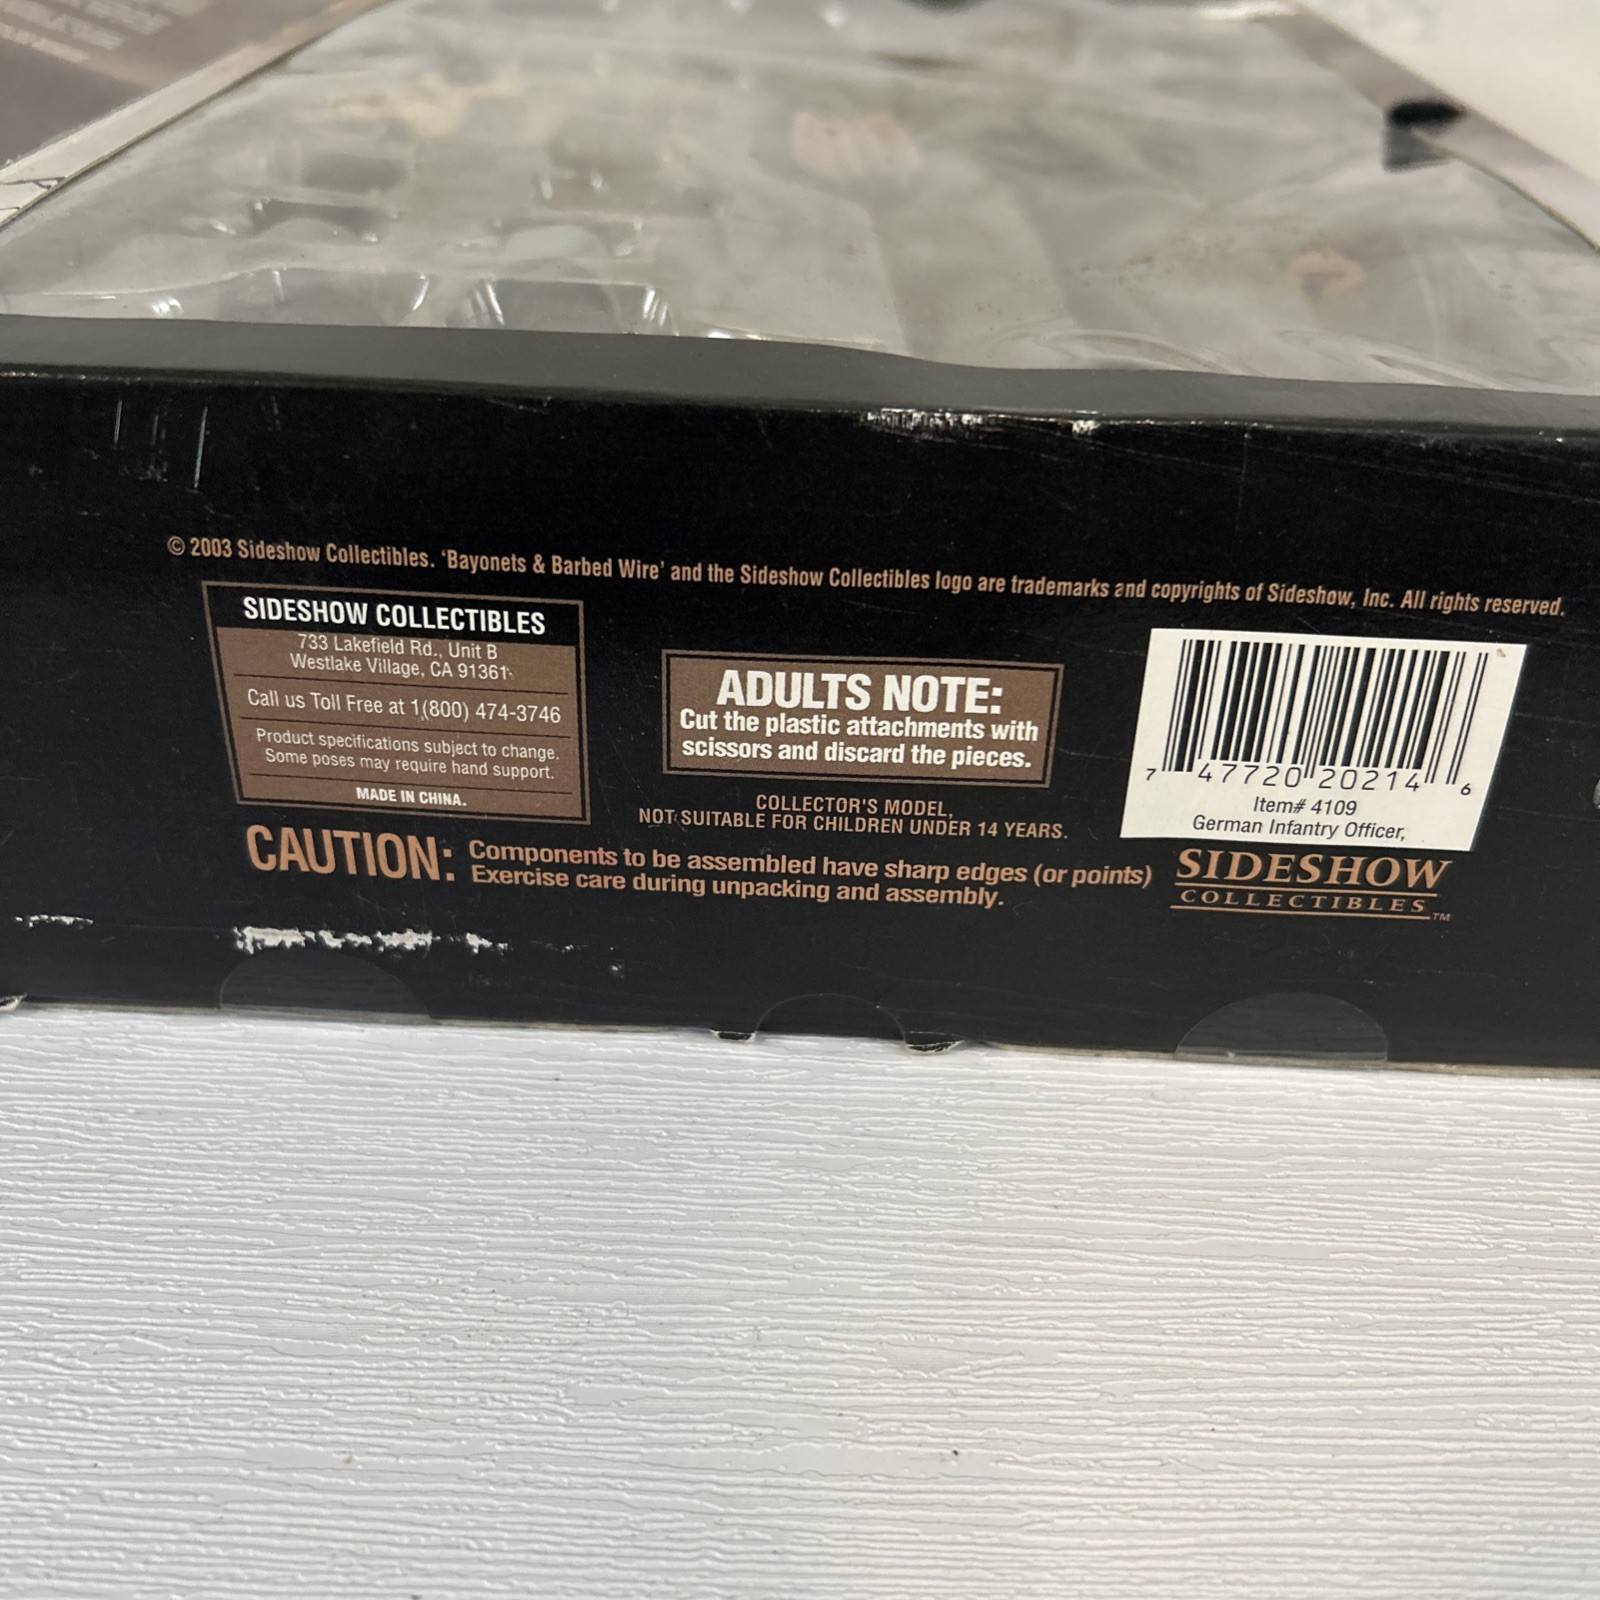 © 2003 Sideshow Collectibles. 'Bayonets & Barbed Wire' and the Sideshow Collectibles logo are trademarks and copyrights of Sideshow, Inc. All rights reserved.
SIDESHOW COLLECTIBLES
733 Lakefield Rd., Unit B
Westlake Village, CA 91361
Call us Toll Free at 1(800) 474-3746
Product specifications subject to change.
Some poses may require hand support.
MADE IN CHINA.
ADULTS NOTE:
Cut the plastic attachments with
scissors and discard the pieces.
COLLECTOR'S MODEL,
NOT SUITABLE FOR CHILDREN UNDER 14 YEARS.
CAUTION: Components to be assembled have sharp edges (or points)
Exercise care during unpacking and assembly.
7 47720 20214 6
Item# 4109
German Infantry Officer,
SIDESHOW
COLLECTIBLES™